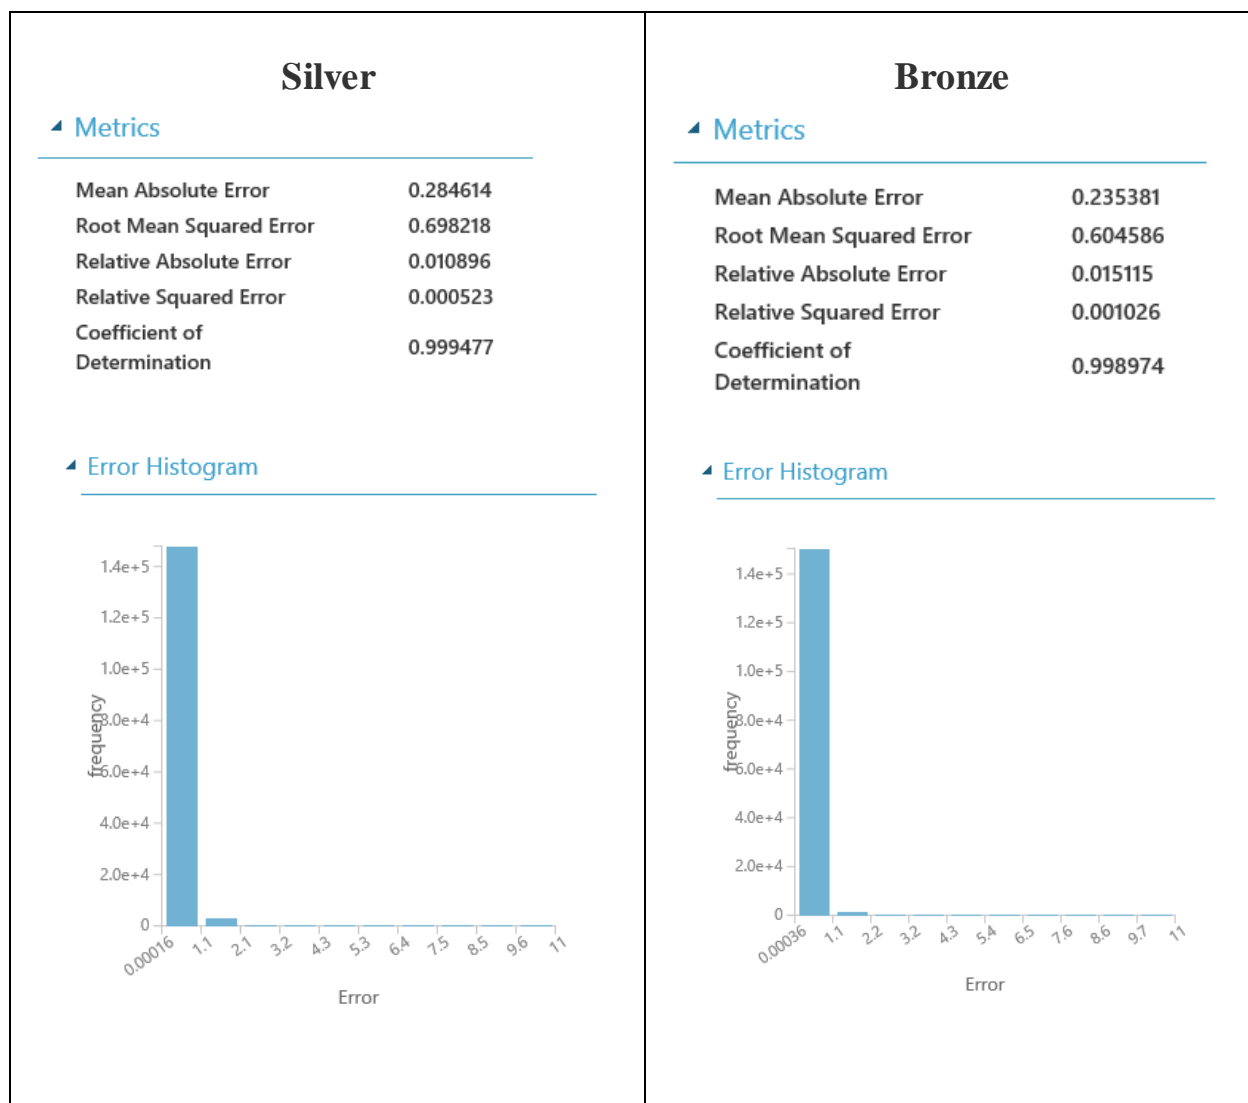 Silver
Metrics
Mean Absolute Error 0.284614
Root Mean Squared Error 0.698218
Relative Absolute Error 0.010896
Relative Squared Error 0.000523
Coefficient of
Determination 0.999477
Error Histogram
1.4e+5
1.2e+5
1.0e+5
8.0e+4
6.0e+4
4.0e+4
2.0e+4
0
frequency
0.00016 1.1 2.1 3.2 4.3 5.3 6.4 7.5 8.5 9.6 11
Error
Bronze
Metrics
Mean Absolute Error 0.235381
Root Mean Squared Error 0.604586
Relative Absolute Error 0.015115
Relative Squared Error 0.001026
Coefficient of
Determination 0.998974
Error Histogram
1.4e+5
1.2e+5
1.0e+5
8.0e+4
6.0e+4
4.0e+4
2.0e+4
0
frequency
0.00036 1.1 2.2 3.2 4.3 5.4 6.5 7.6 8.6 9.7 11
Error